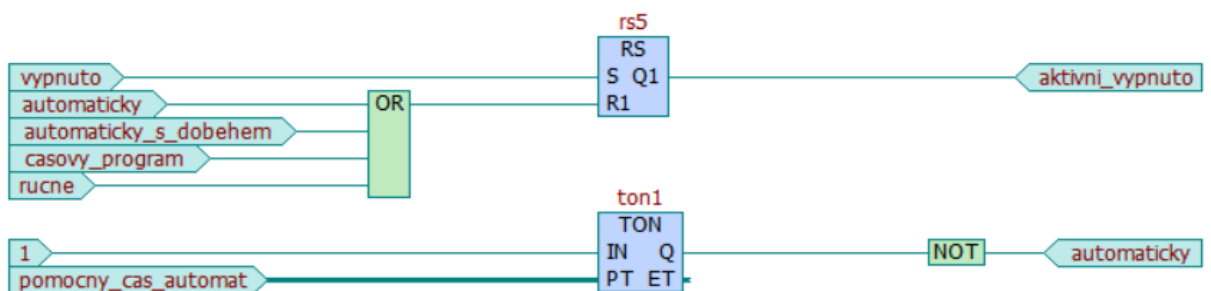 rs5
RS
vypnuto S Q1 aktivni_vypnuto
automaticky OR R1
automaticky_s_dobehem
casovy_program
rucne
ton1
TON
1 IN Q NOT automaticky
pomocny_cas_automat PT ET